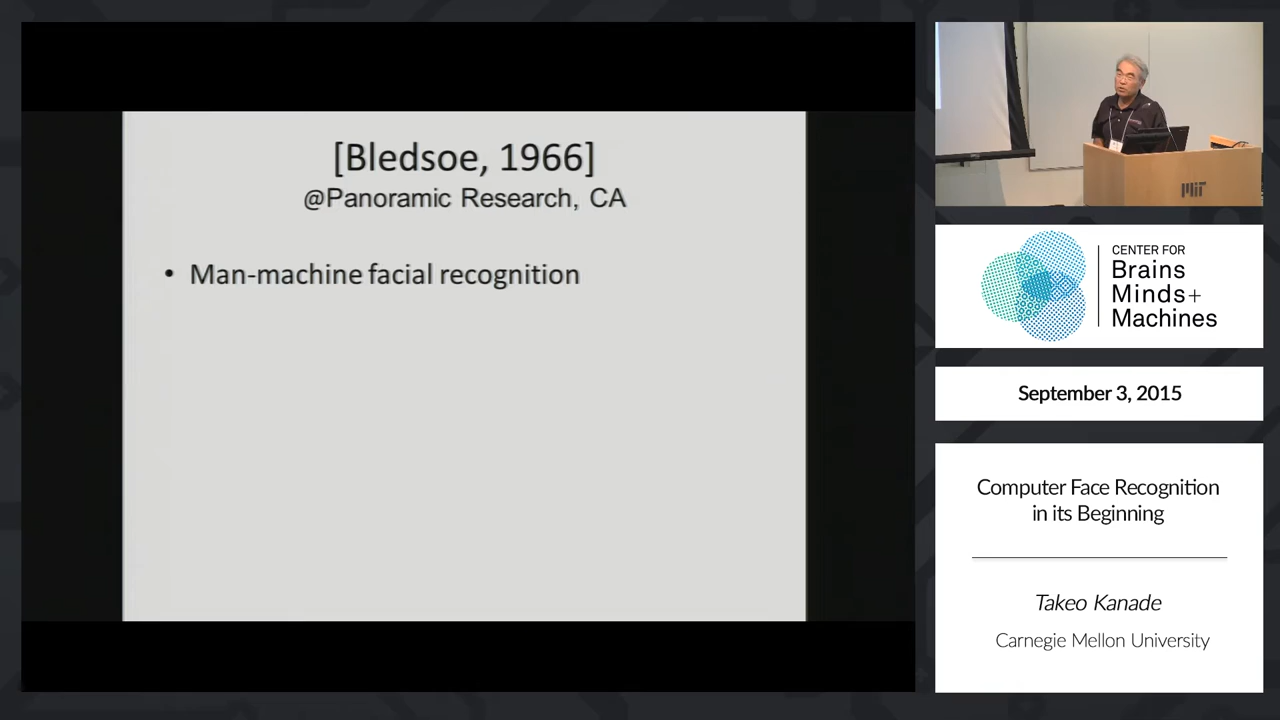 [Bledsoe, 1966]
@Panoramic Research, CA
• Man-machine facial recognition
MIT
CENTER FOR
Brains
Minds+
Machines
September 3, 2015
Computer Face Recognition
in its Beginning
Takeo Kanade
Carnegie Mellon University